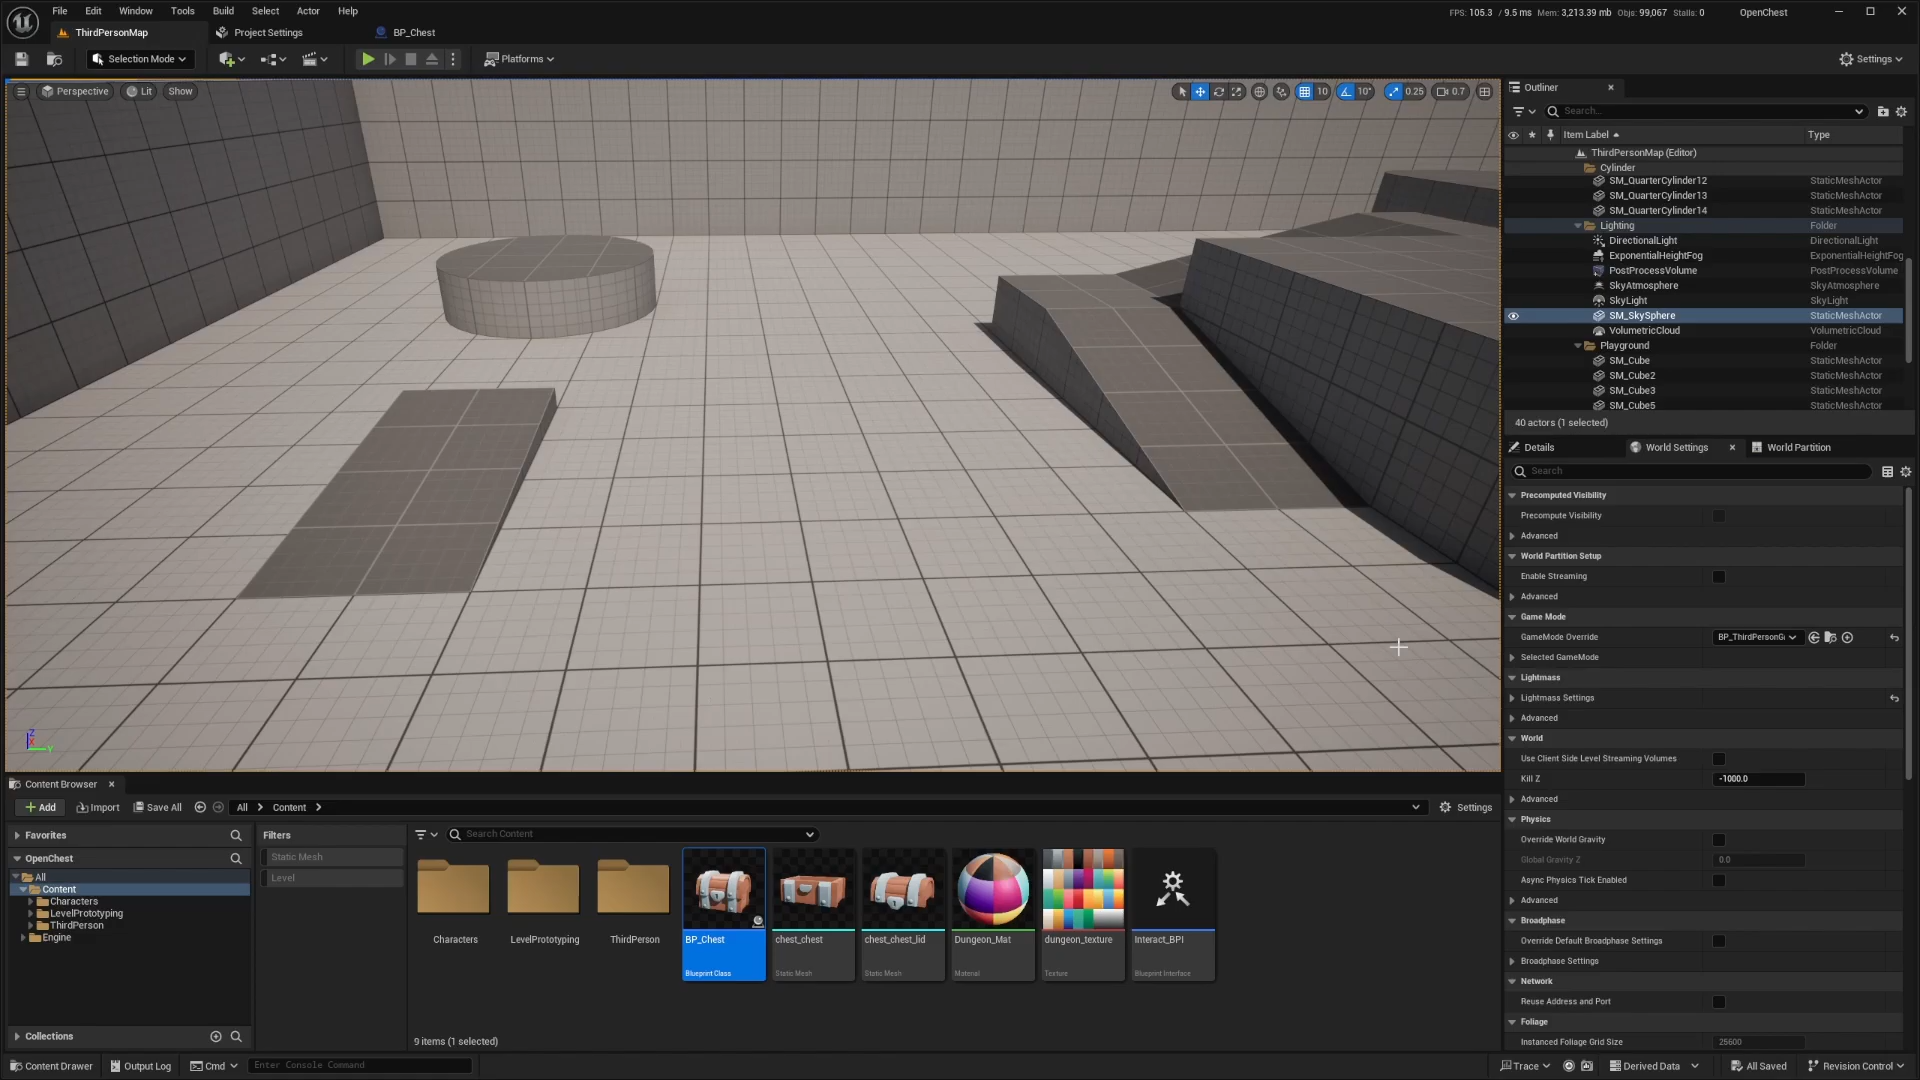 File Edit Window Tools Build Select Actor Help
FPS: 105.3 / 9.5 ms Mem: 3,213.39 mb Objs: 99,067 Stalls: 0 OpenChest
ThirdPersonMap Project Settings BP_Chest
Selection Mode Platforms Settings
Perspective Lit Show 10 10° 0.25 0.7
Outliner
Search...
Item Label Type
ThirdPersonMap (Editor)
Cylinder
SM_QuarterCylinder12 StaticMeshActor
SM_QuarterCylinder13 StaticMeshActor
SM_QuarterCylinder14 StaticMeshActor
Lighting Folder
DirectionalLight DirectionalLight
ExponentialHeightFog ExponentialHeightFog
PostProcessVolume PostProcessVolume
SkyAtmosphere SkyAtmosphere
SkyLight SkyLight
SM_SkySphere StaticMeshActor
VolumetricCloud VolumetricCloud
Playground Folder
SM_Cube StaticMeshActor
SM_Cube2 StaticMeshActor
SM_Cube3 StaticMeshActor
SM_Cube5 StaticMeshActor
40 actors (1 selected)
Details World Settings World Partition
Search
Precomputed Visibility
Precompute Visibility
Advanced
World Partition Setup
Enable Streaming
Advanced
Game Mode
GameMode Override BP_ThirdPersonG
Selected GameMode
Lightmass
Lightmass Settings
Advanced
World
Use Client Side Level Streaming Volumes
Kill Z -1000.0
Advanced
Physics
Override World Gravity
Global Gravity Z 0.0
Async Physics Tick Enabled
Advanced
Broadphase
Override Default Broadphase Settings
Broadphase Settings
Network
Reuse Address and Port
Foliage
Instanced Foliage Grid Size 25600
Z
X
Y
Content Browser
Add Import Save All All Content Settings
Favorites
OpenChest
All
Content
Characters
LevelPrototyping
ThirdPerson
Engine
Collections
Filters
Static Mesh
Level
Search Content
Characters LevelPrototyping ThirdPerson
BP_Chest
Blueprint Class
chest_chest
Static Mesh
chest_chest_lid
Static Mesh
Dungeon_Mat
Material
dungeon_texture
Texture
Interact_BPI
Blueprint Interface
9 items (1 selected)
Content Drawer Output Log Cmd Enter Console Command Trace Derived Data All Saved Revision Control